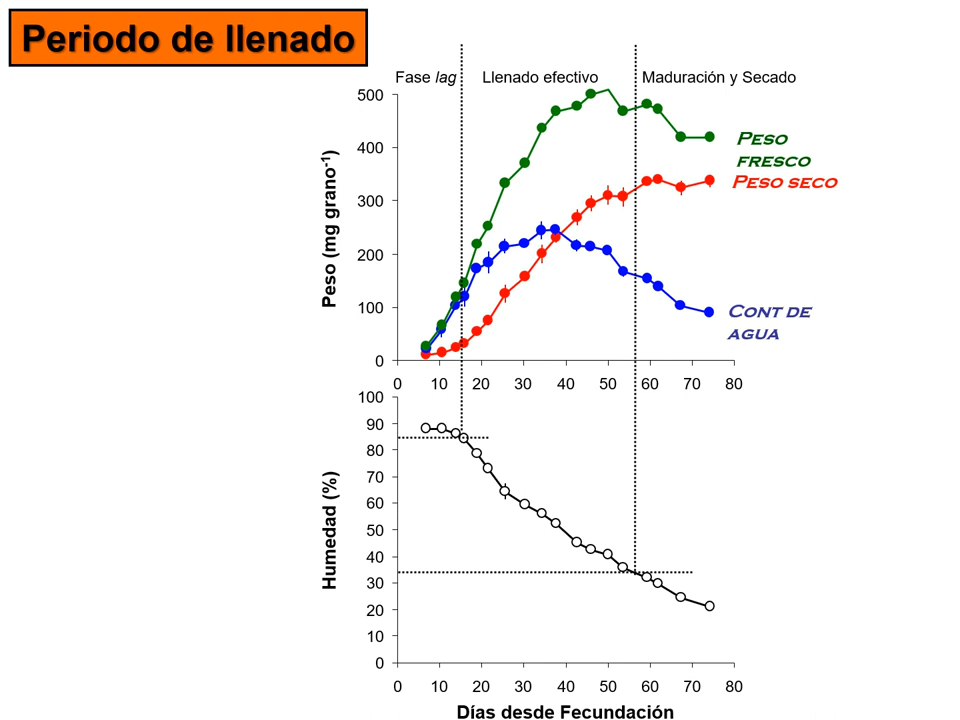 Periodo de llenado
Fase lag
Llenado efectivo
Maduración y Secado
Peso (mg grano-1)
500
400
300
200
100
0
0 10 20 30 40 50 60 70 80
Peso
fresco
Peso seco
Cont de
agua
Humedad (%)
100
90
80
70
60
50
40
30
20
10
0
0 10 20 30 40 50 60 70 80
Días desde Fecundación